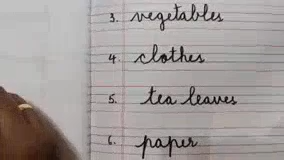 3. vegetables
4. clothes
5. tea leaves
6. paper